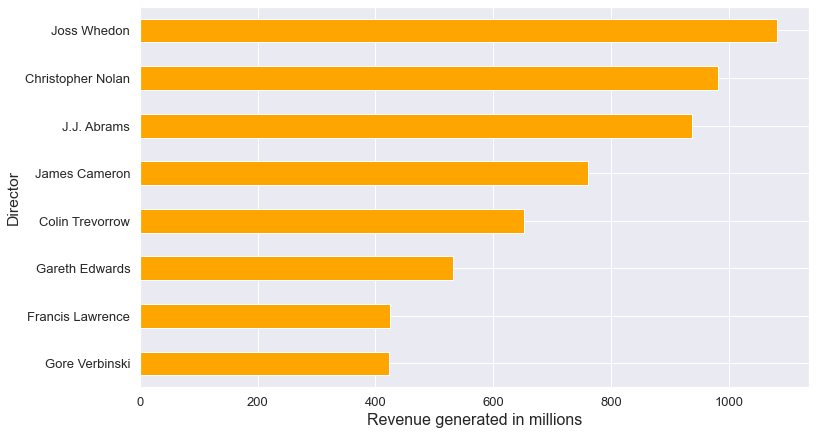 Joss Whedon
Christopher Nolan
J.J. Abrams
James Cameron
Colin Trevorrow
Gareth Edwards
Francis Lawrence
Gore Verbinski
Director
0 200 400 600 800 1000
Revenue generated in millions